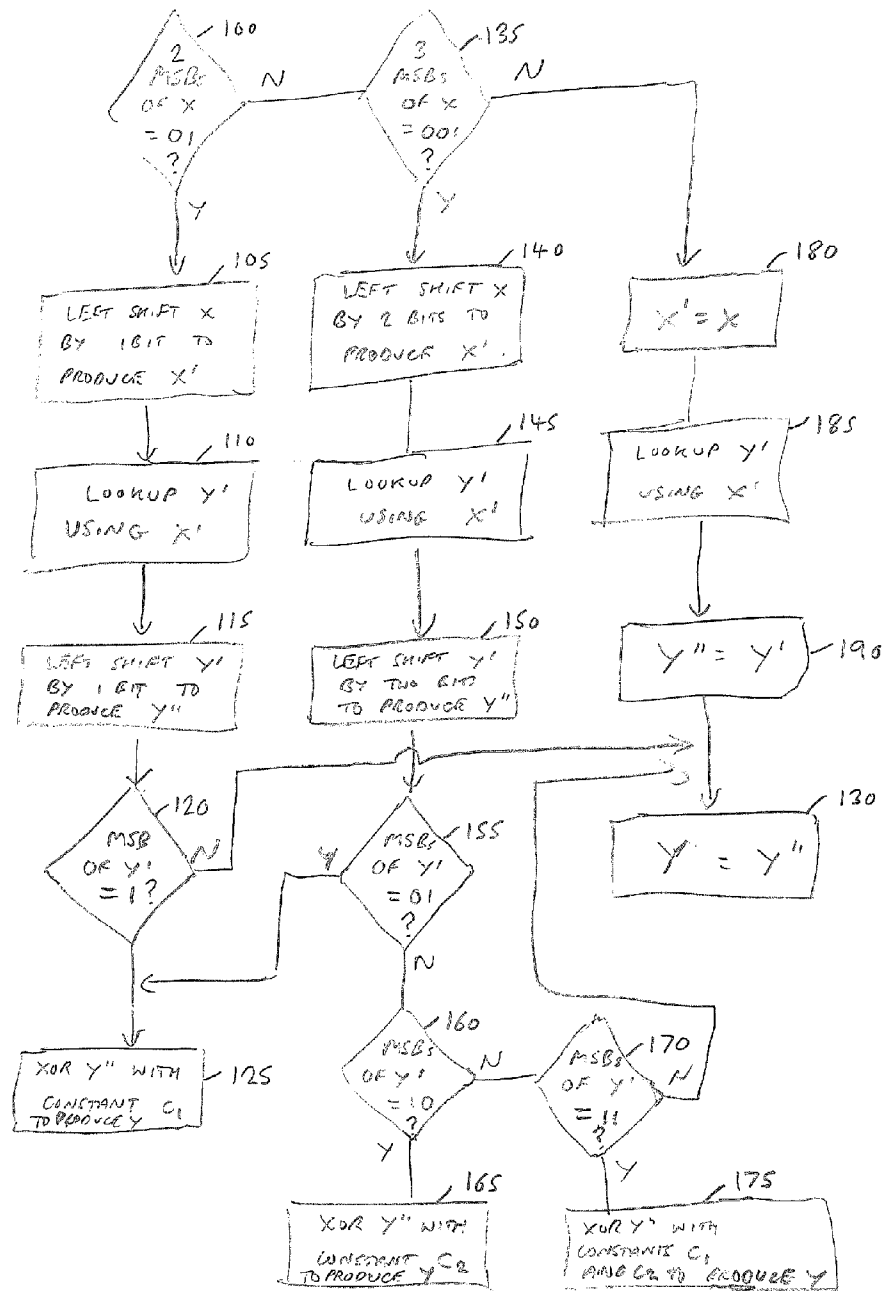 100
2
MSBs
OF X
= 01
?
N
Y
135
3
MSBs
OF X
= 001
?
N
Y
105
LEFT SHIFT X
BY 1 BIT TO
PRODUCE X'
140
LEFT SHIFT X
BY 2 BITS TO
PRODUCE X'.
180
X' = X
110
LOOKUP Y'
USING X'
145
LOOKUP Y'
USING X'
185
LOOKUP Y'
USING X'
115
LEFT SHIFT Y'
BY 1 BIT TO
PRODUCE Y"
150
LEFT SHIFT Y'
BY TWO BITS
TO PRODUCE Y"
190
Y" = Y'
120
MSB
OF Y'
= 1?
N
155
MSBs
OF Y'
= 01
?
Y
N
130
Y = Y"
125
XOR Y" WITH
CONSTANT
TO PRODUCE Y C1
160
MSBs
OF Y'
= 10
?
N
Y
170
MSBs
OF Y'
= 11
?
N
Y
165
XOR Y" WITH
CONSTANT
TO PRODUCE Y C2
175
XOR Y" WITH
CONSTANTS C1
AND C2 TO PRODUCE Y